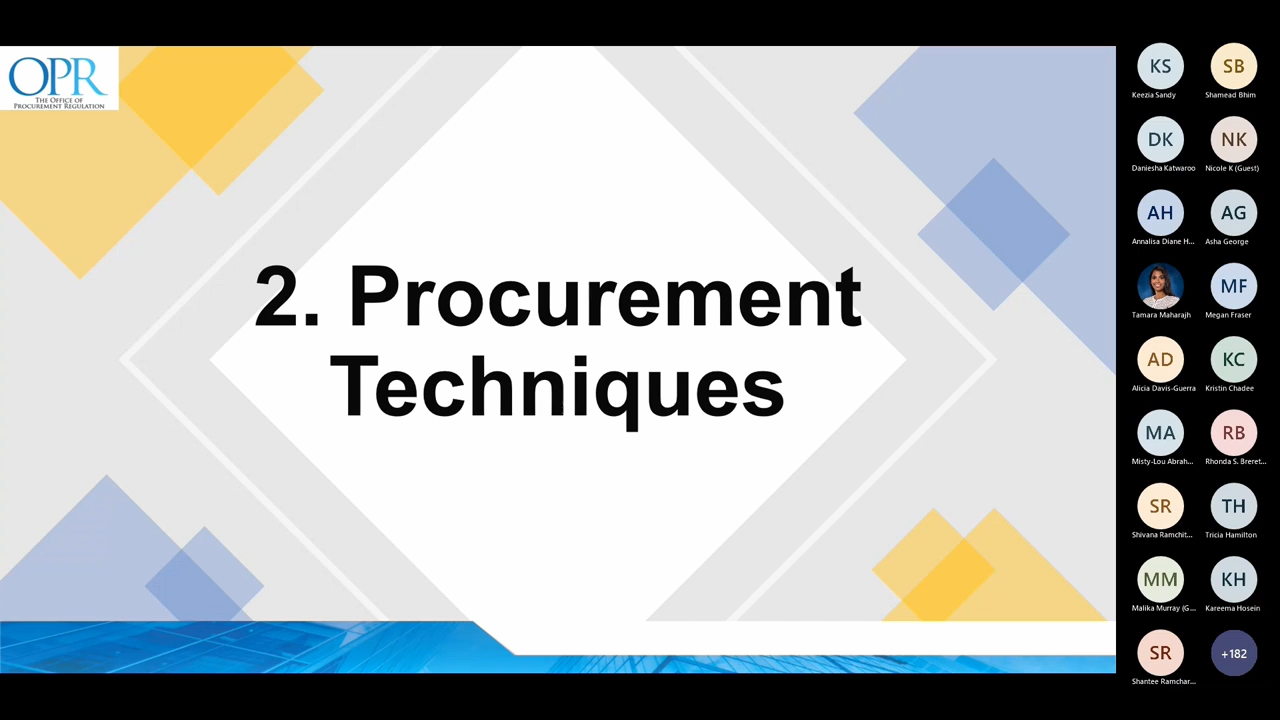 OPR
THE OFFICE OF
PROCUREMENT REGULATION
2. Procurement
Techniques
KS
Keezia Sandy
SB
Shamead Bhim
DK
Daniesha Katwaroo
NK
Nicole K (Guest)
AH
Annalisa Diane H...
AG
Asha George
Tamara Maharajh
MF
Megan Fraser
AD
Alicia Davis-Guerra
KC
Kristin Chadee
MA
Misty-Lou Abrah...
RB
Rhonda S. Breret...
SR
Shivana Ramchit...
TH
Tricia Hamilton
MM
Malika Murray (G...
KH
Kareema Hosein
SR
Shantee Ramchar...
+182